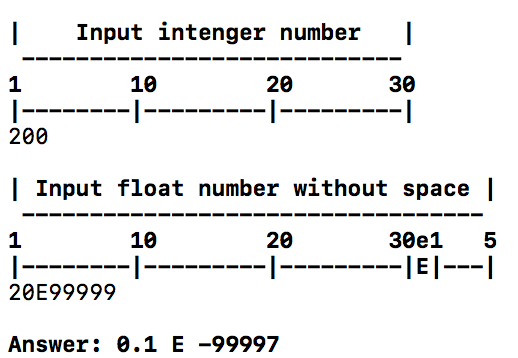 |    Input intenger number   |
 ----------------------------
1        10        20       30
|--------|---------|---------|
200
| Input float number without space |
 ----------------------------------
1        10        20       30e1   5
|--------|---------|---------|E|---|
20E99999
Answer: 0.1 E -99997